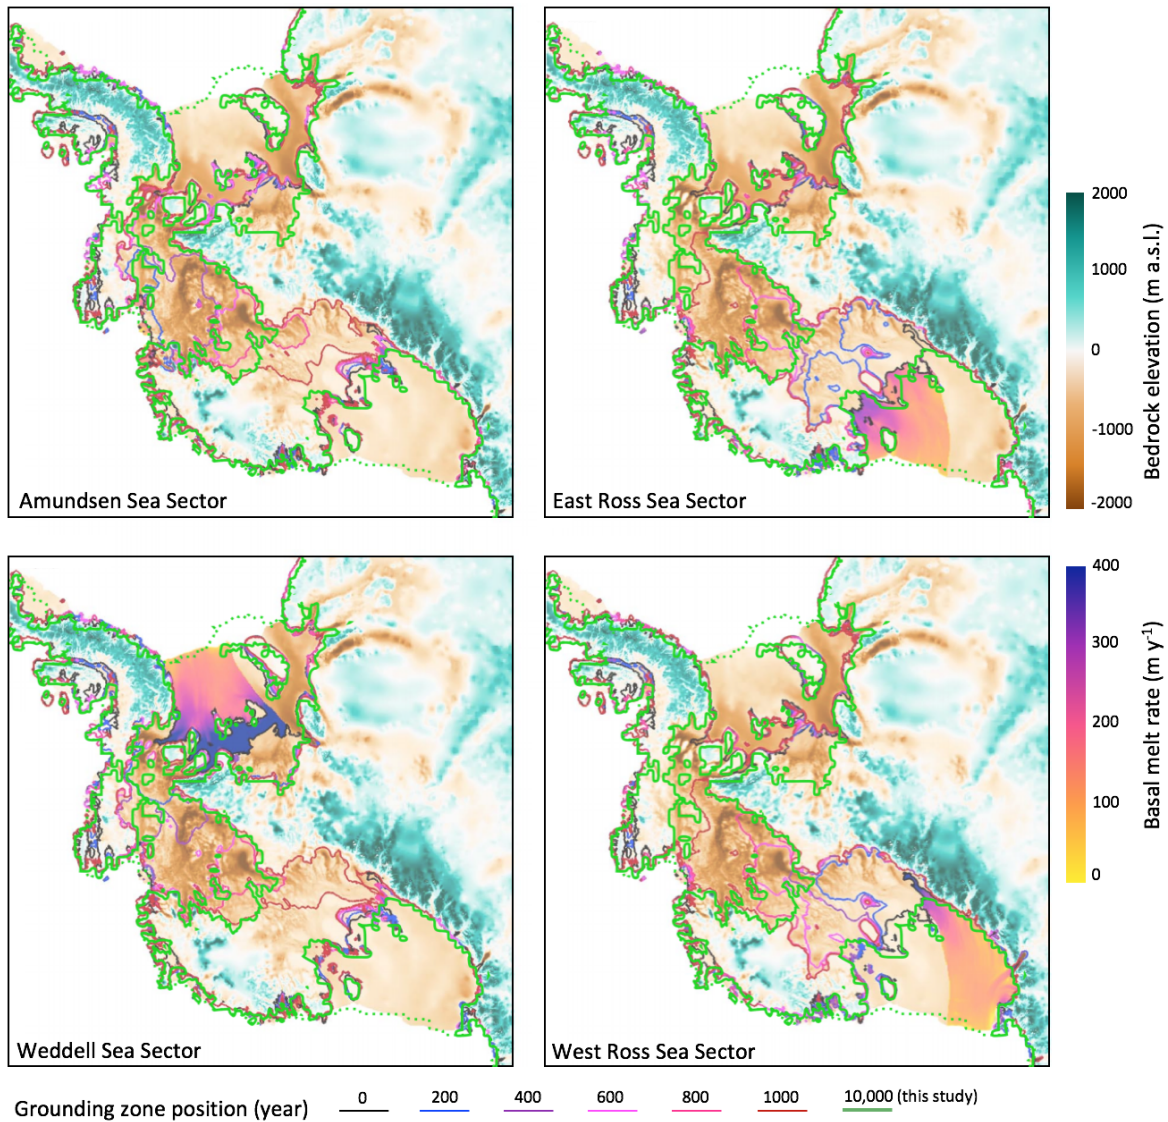 Amundsen Sea Sector
East Ross Sea Sector
2000
1000
0
-1000
-2000
Bedrock elevation (m a.s.l.)
Weddell Sea Sector
West Ross Sea Sector
400
300
200
100
0
Basal melt rate (m y⁻¹)
Grounding zone position (year) 0 200 400 600 800 1000 10,000 (this study)